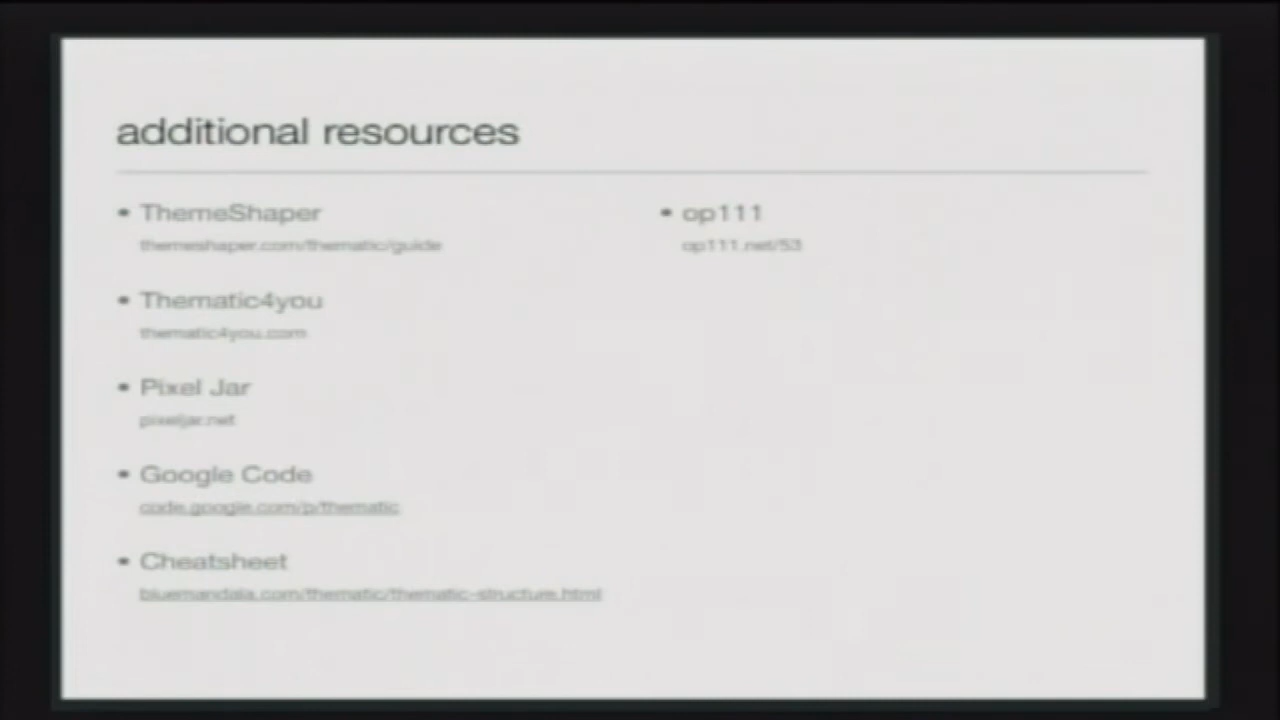 additional resources
• ThemeShaper
themeshaper.com/thematic/guide
• Thematic4you
thematic4you.com
• Pixel Jar
pixeljar.net
• Google Code
code.google.com/p/thematic
• Cheatsheet
bluemandala.com/thematic/thematic-structure.html
• op111
op111.net/53